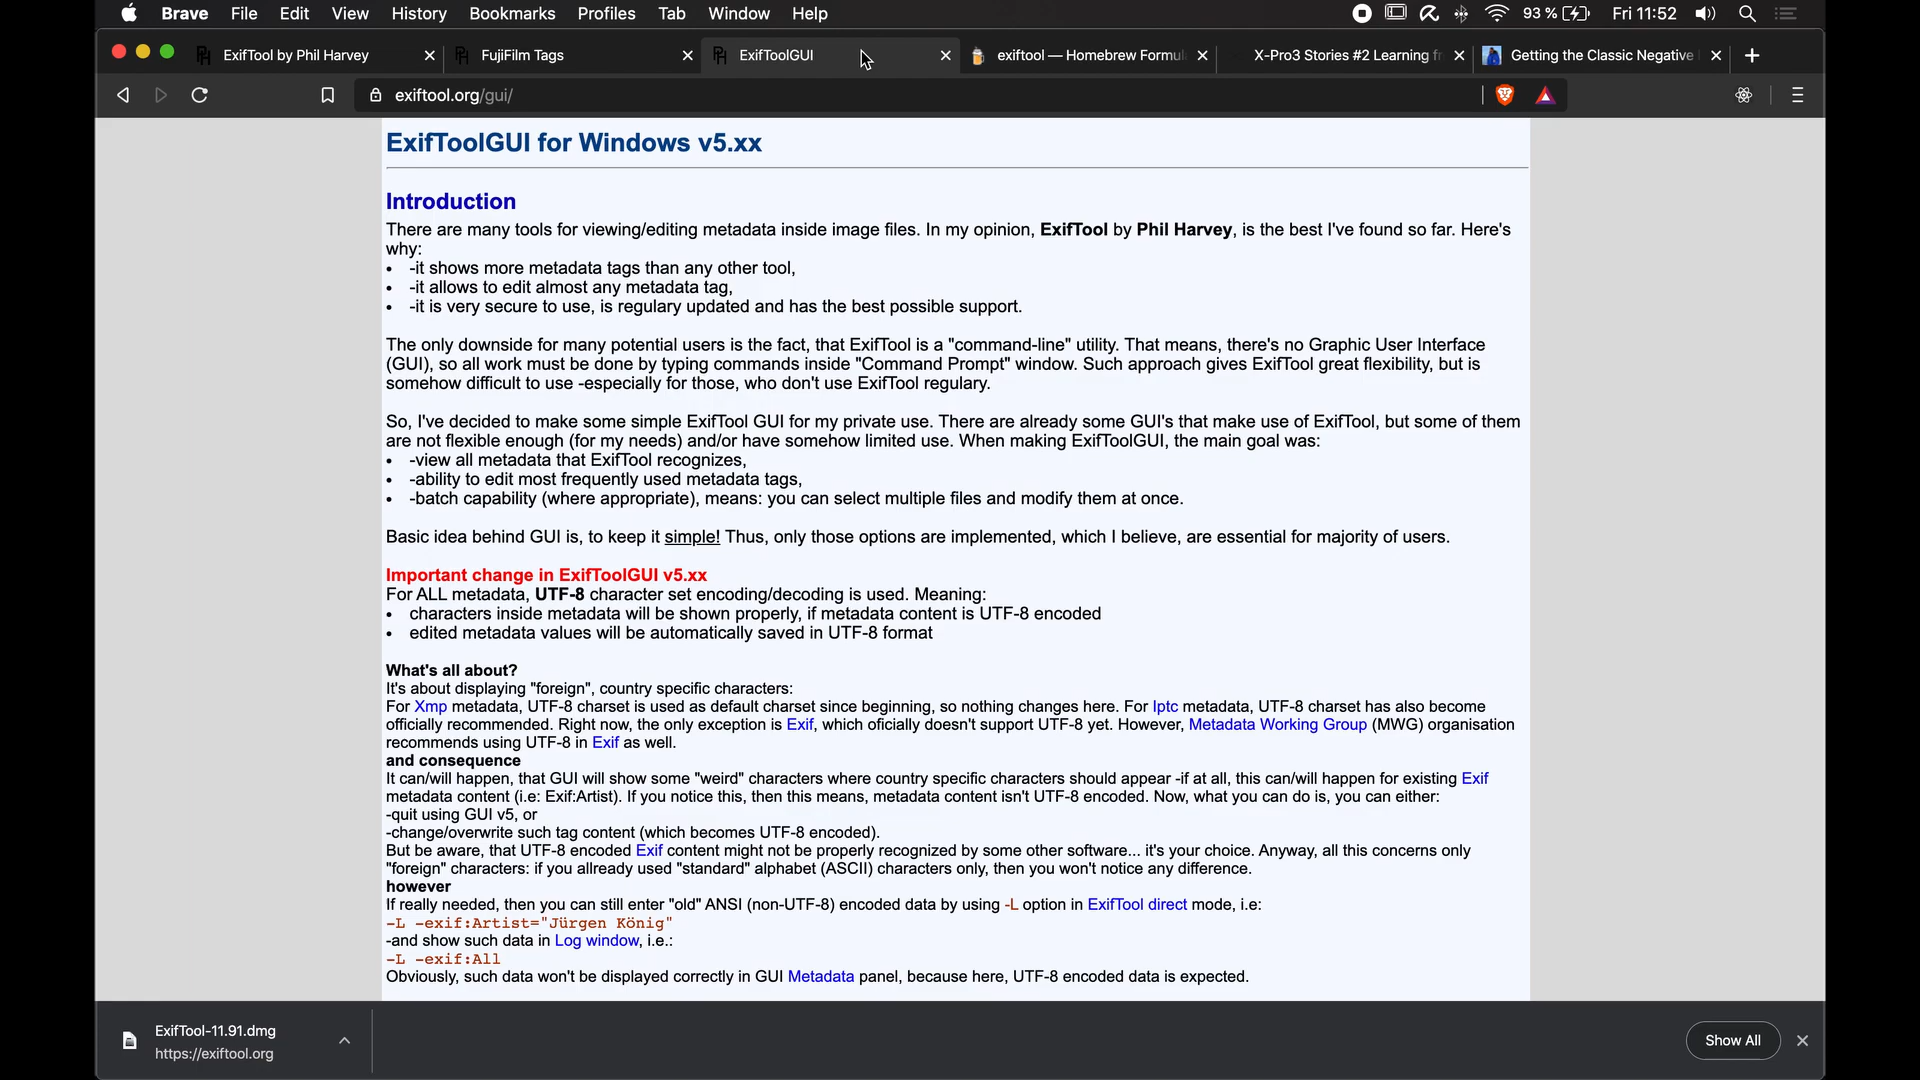 Brave File Edit View History Bookmarks Profiles Tab Window Help 93 % Fri 11:52
ExifTool by Phil Harvey FujiFilm Tags ExifToolGUI exiftool — Homebrew Formul X-Pro3 Stories #2 Learning fr Getting the Classic Negative
exiftool.org/gui/
ExifToolGUI for Windows v5.xx
Introduction
There are many tools for viewing/editing metadata inside image files. In my opinion, ExifTool by Phil Harvey, is the best I've found so far. Here's
why:
• -it shows more metadata tags than any other tool,
• -it allows to edit almost any metadata tag,
• -it is very secure to use, is regulary updated and has the best possible support.
The only downside for many potential users is the fact, that ExifTool is a "command-line" utility. That means, there's no Graphic User Interface
(GUI), so all work must be done by typing commands inside "Command Prompt" window. Such approach gives ExifTool great flexibility, but is
somehow difficult to use -especially for those, who don't use ExifTool regulary.
So, I've decided to make some simple ExifTool GUI for my private use. There are already some GUI's that make use of ExifTool, but some of them
are not flexible enough (for my needs) and/or have somehow limited use. When making ExifToolGUI, the main goal was:
• -view all metadata that ExifTool recognizes,
• -ability to edit most frequently used metadata tags,
• -batch capability (where appropriate), means: you can select multiple files and modify them at once.
Basic idea behind GUI is, to keep it simple! Thus, only those options are implemented, which I believe, are essential for majority of users.
Important change in ExifToolGUI v5.xx
For ALL metadata, UTF-8 character set encoding/decoding is used. Meaning:
• characters inside metadata will be shown properly, if metadata content is UTF-8 encoded
• edited metadata values will be automatically saved in UTF-8 format
What's all about?
It's about displaying "foreign", country specific characters:
For Xmp metadata, UTF-8 charset is used as default charset since beginning, so nothing changes here. For Iptc metadata, UTF-8 charset has also become
officially recommended. Right now, the only exception is Exif, which oficially doesn't support UTF-8 yet. However, Metadata Working Group (MWG) organisation
recommends using UTF-8 in Exif as well.
and consequence
It can/will happen, that GUI will show some "weird" characters where country specific characters should appear -if at all, this can/will happen for existing Exif
metadata content (i.e: Exif:Artist). If you notice this, then this means, metadata content isn't UTF-8 encoded. Now, what you can do is, you can either:
-quit using GUI v5, or
-change/overwrite such tag content (which becomes UTF-8 encoded).
But be aware, that UTF-8 encoded Exif content might not be properly recognized by some other software... it's your choice. Anyway, all this concerns only
"foreign" characters: if you allready used "standard" alphabet (ASCII) characters only, then you won't notice any difference.
however
If really needed, then you can still enter "old" ANSI (non-UTF-8) encoded data by using -L option in ExifTool direct mode, i.e:
-L -exif:Artist="Jürgen König"
-and show such data in Log window, i.e.:
-L -exif:All
Obviously, such data won't be displayed correctly in GUI Metadata panel, because here, UTF-8 encoded data is expected.
ExifTool-11.91.dmg
https://exiftool.org
Show All